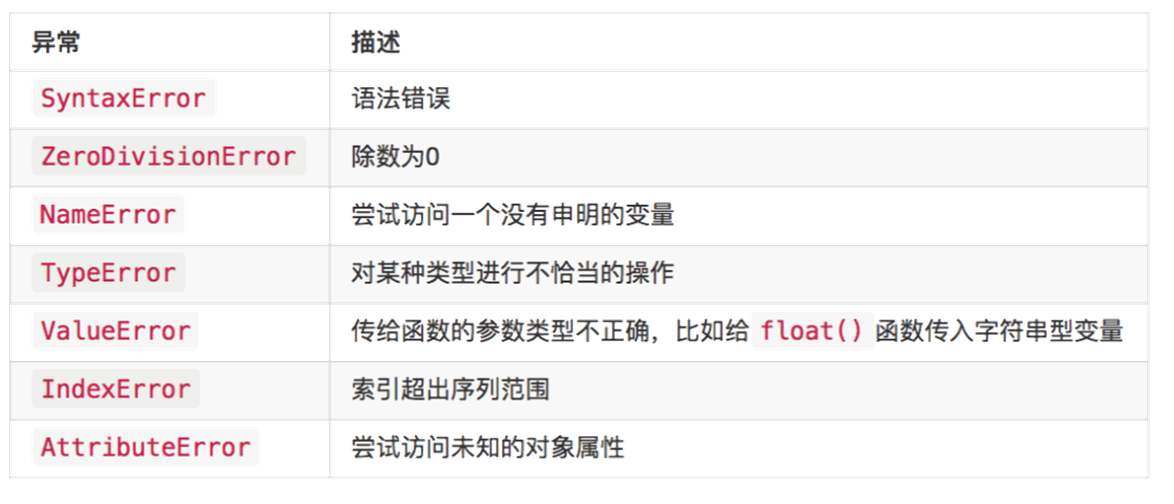 异常 描述
SyntaxError 语法错误
ZeroDivisionError 除数为0
NameError 尝试访问一个没有申明的变量
TypeError 对某种类型进行不恰当的操作
ValueError 传给函数的参数类型不正确，比如给 float() 函数传入字符串型变量
IndexError 索引超出序列范围
AttributeError 尝试访问未知的对象属性